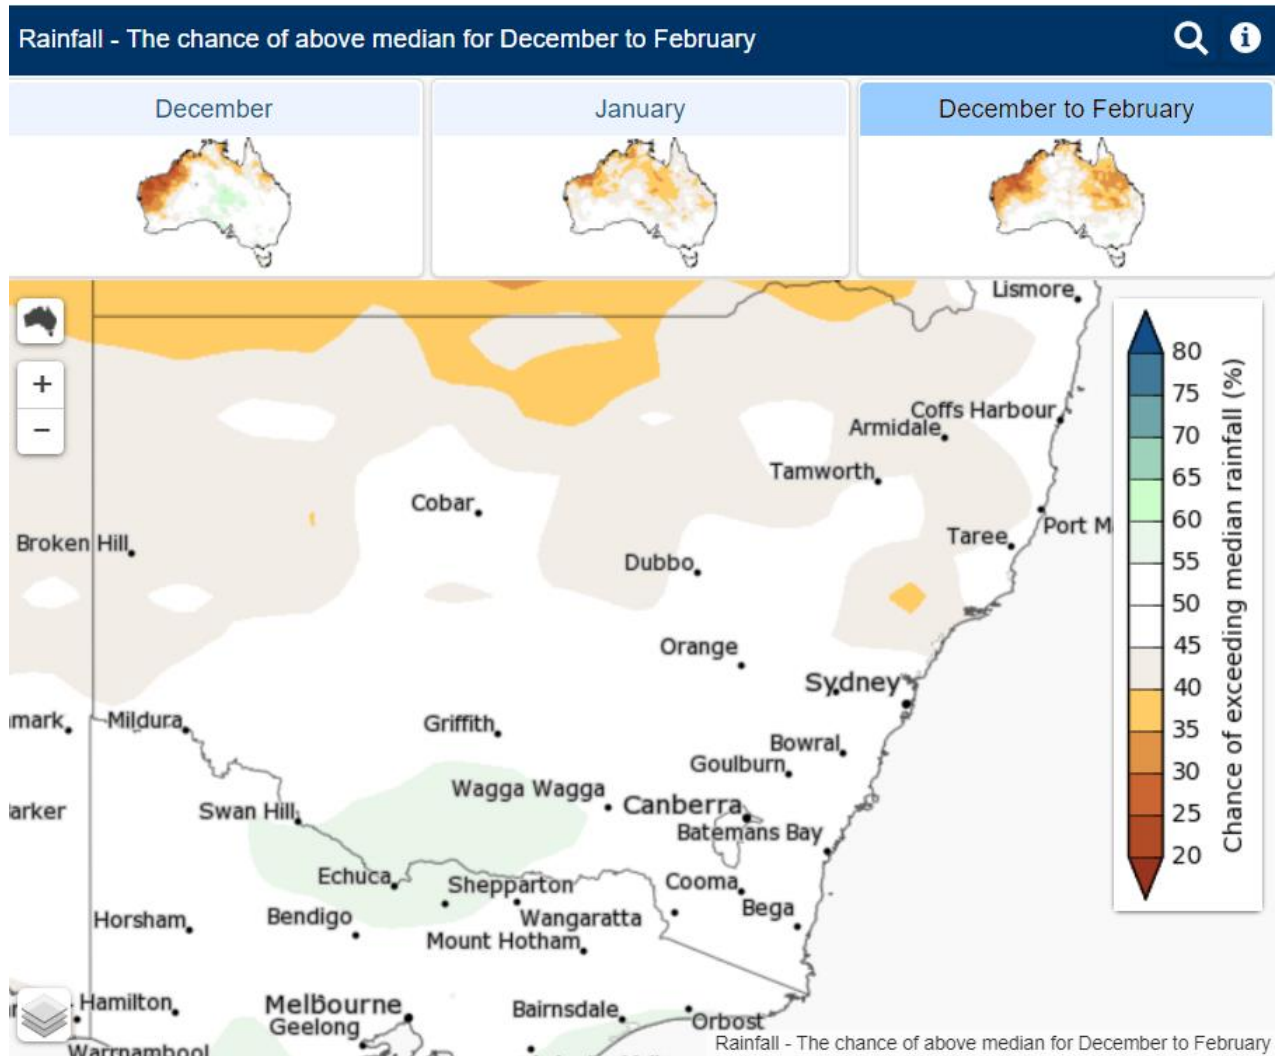 Rainfall - The chance of above median for December to February
December
January
December to February
Lismore
+
−
Coffs Harbour
Armidale
Tamworth
Cobar
Port M
Broken Hill
Taree
Dubbo
Orange
Sydney
mark
Mildura
Griffith
Bowral
Goulburn
Wagga Wagga
Canberra
arker
Swan Hill
Batemans Bay
Echuca
Shepparton
Cooma
Horsham
Bendigo
Wangaratta
Bega
Mount Hotham
Hamilton
Melbourne
Bairnsdale
Geelong
Orbost
Warrnambool
80
75
70
65
60
55
50
45
40
35
30
25
20
Chance of exceeding median rainfall (%)
Rainfall - The chance of above median for December to February